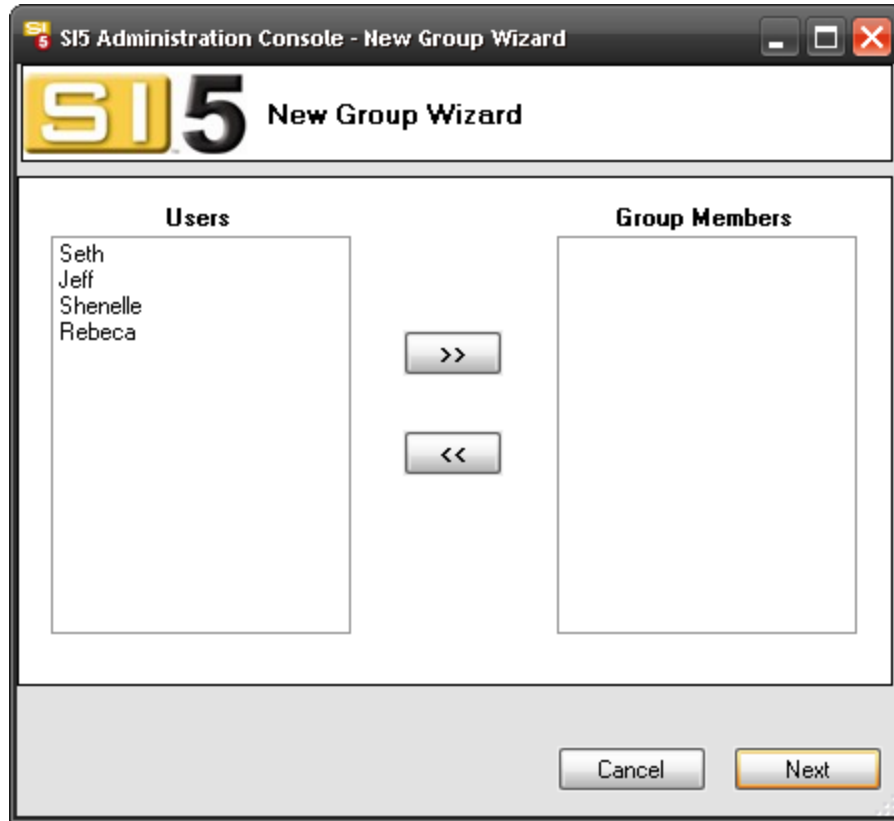 SI5 Administration Console - New Group Wizard
SI5 New Group Wizard
Users
Group Members
Seth
Jeff
Shenelle
Rebeca
>>
<<
Cancel
Next